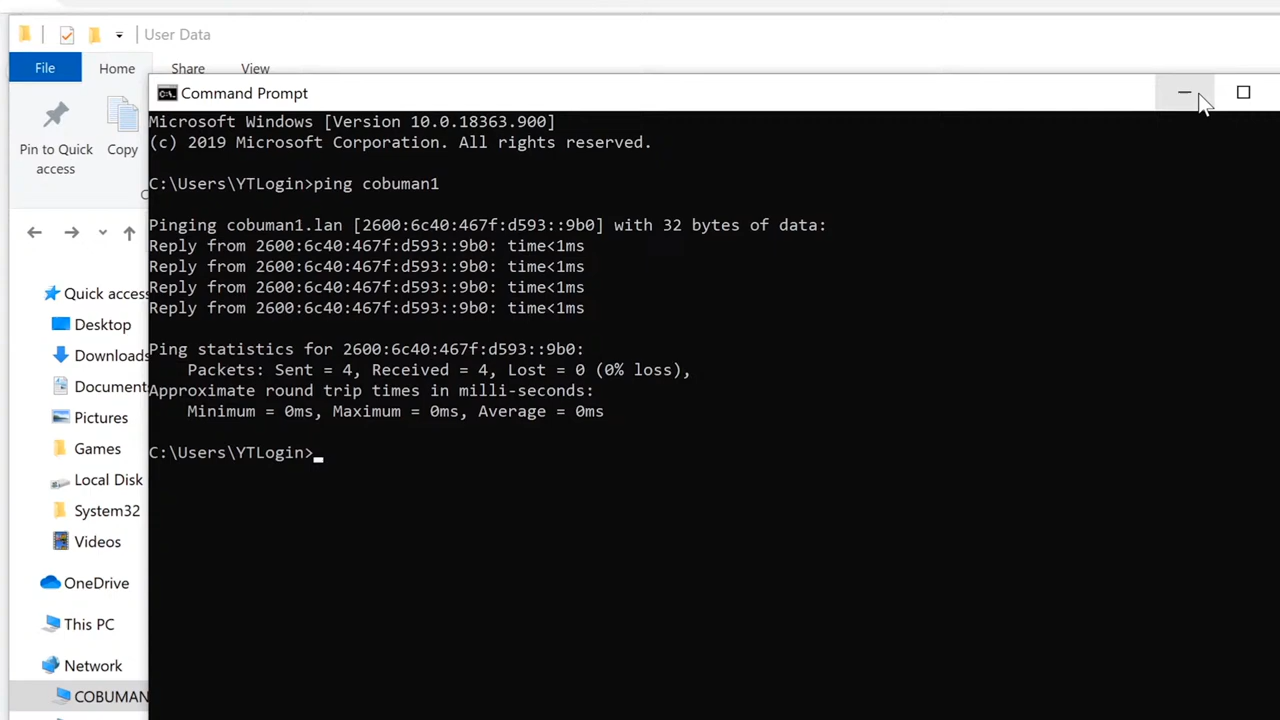 User Data
File Home Share View
Pin to Quick access
Copy
Command Prompt
Microsoft Windows [Version 10.0.18363.900]
(c) 2019 Microsoft Corporation. All rights reserved.
C:\Users\YTLogin>ping cobuman1
Pinging cobuman1.lan [2600:6c40:467f:d593::9b0] with 32 bytes of data:
Reply from 2600:6c40:467f:d593::9b0: time<1ms
Reply from 2600:6c40:467f:d593::9b0: time<1ms
Reply from 2600:6c40:467f:d593::9b0: time<1ms
Reply from 2600:6c40:467f:d593::9b0: time<1ms
Ping statistics for 2600:6c40:467f:d593::9b0:
Packets: Sent = 4, Received = 4, Lost = 0 (0% loss),
Approximate round trip times in milli-seconds:
Minimum = 0ms, Maximum = 0ms, Average = 0ms
C:\Users\YTLogin>
Quick access
Desktop
Downloads
Document
Pictures
Games
Local Disk
System32
Videos
OneDrive
This PC
Network
COBUMAN